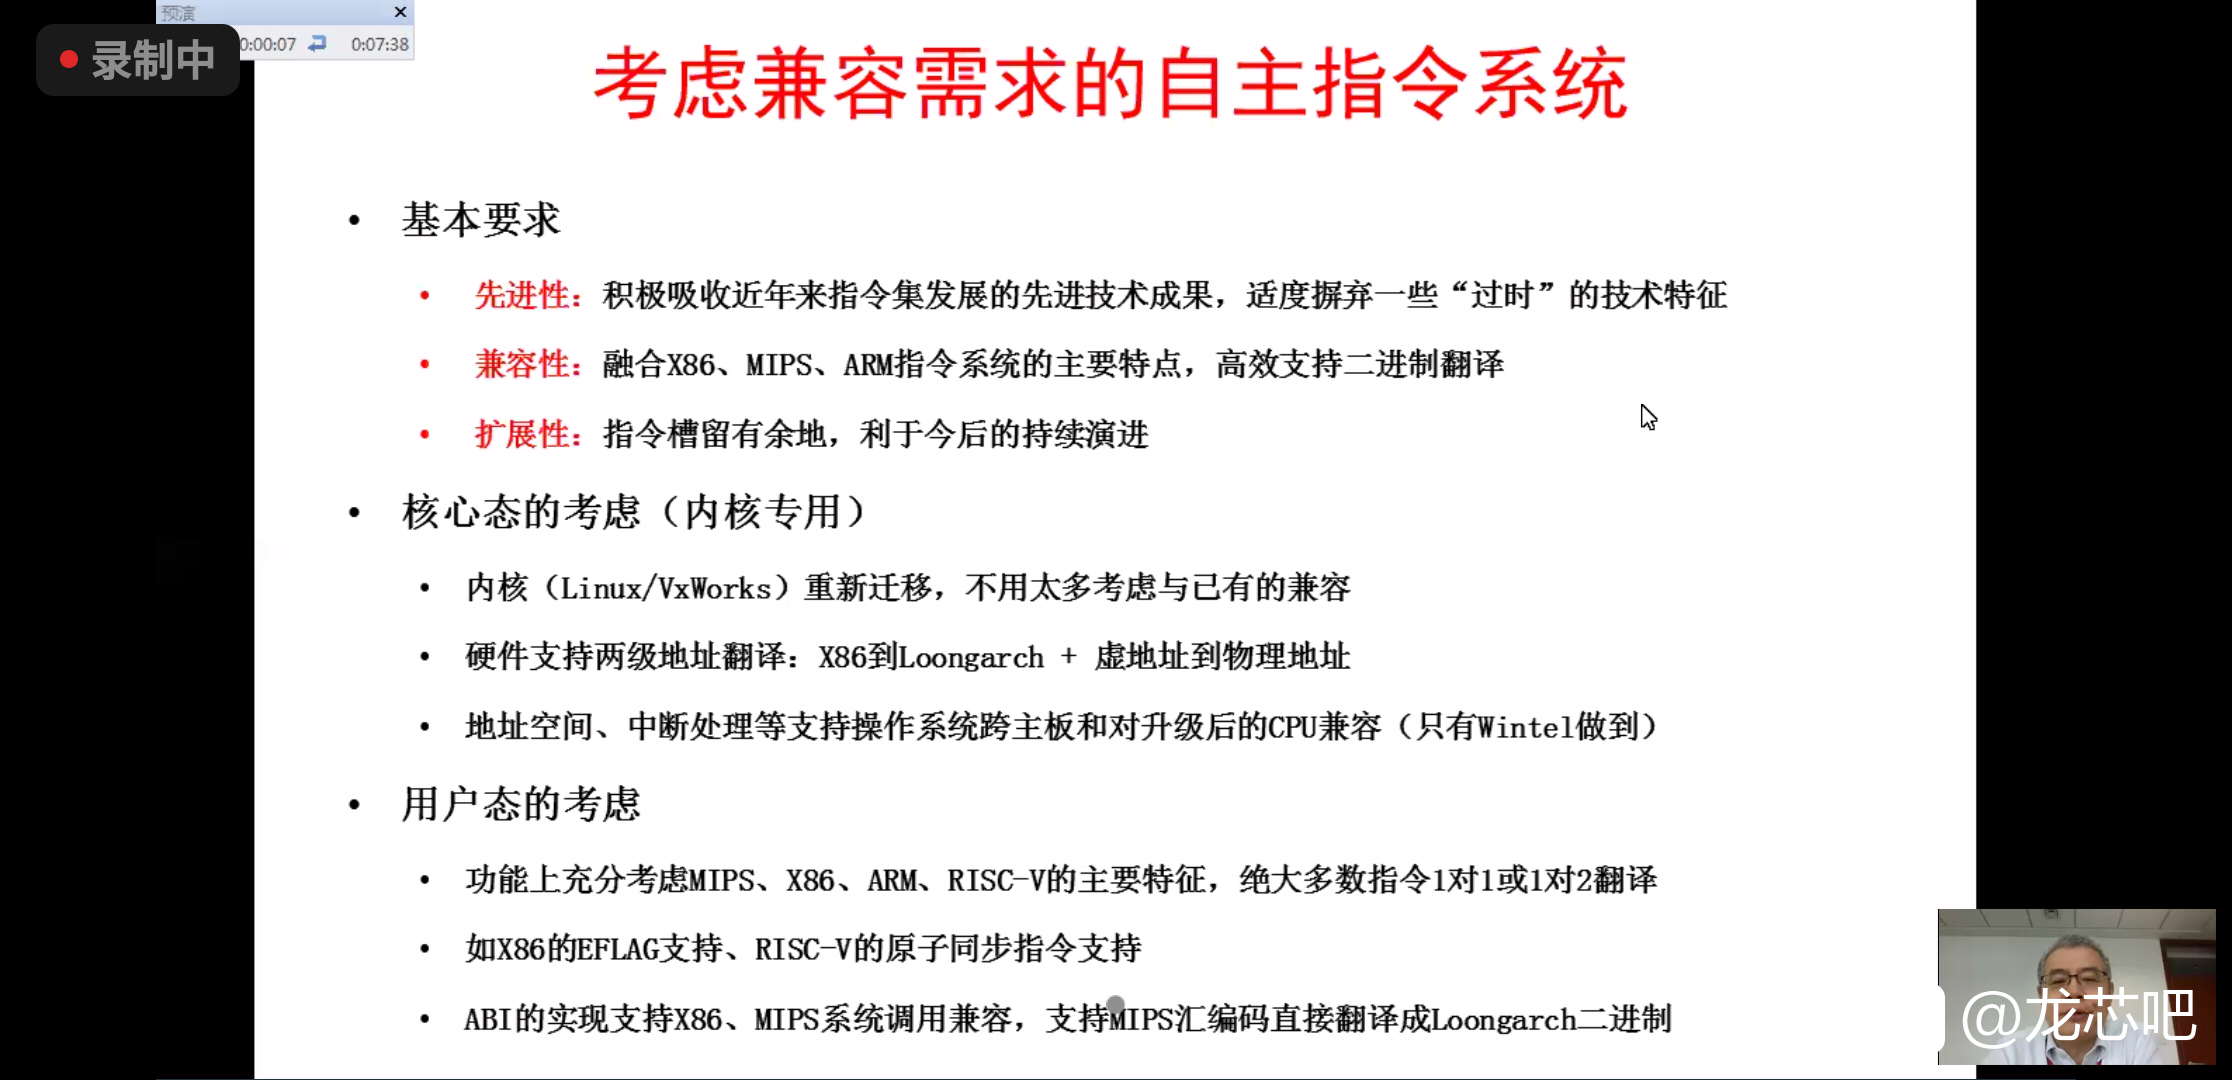 预演
0:00:07 0:07:38
录制中
考虑兼容需求的自主指令系统
• 基本要求
• 先进性：积极吸收近年来指令集发展的先进技术成果，适度摒弃一些“过时”的技术特征
• 兼容性：融合X86、MIPS、ARM指令系统的主要特点，高效支持二进制翻译
• 扩展性：指令槽留有余地，利于今后的持续演进
• 核心态的考虑（内核专用）
• 内核（Linux/VxWorks）重新迁移，不用太多考虑与已有的兼容
• 硬件支持两级地址翻译：X86到Loongarch + 虚地址到物理地址
• 地址空间、中断处理等支持操作系统跨主板和对升级后的CPU兼容（只有Wintel做到）
• 用户态的考虑
• 功能上充分考虑MIPS、X86、ARM、RISC-V的主要特征，绝大多数指令1对1或1对2翻译
• 如X86的EFLAG支持、RISC-V的原子同步指令支持
• ABI的实现支持X86、MIPS系统调用兼容，支持MIPS汇编码直接翻译成Loongarch二进制
@龙芯吧